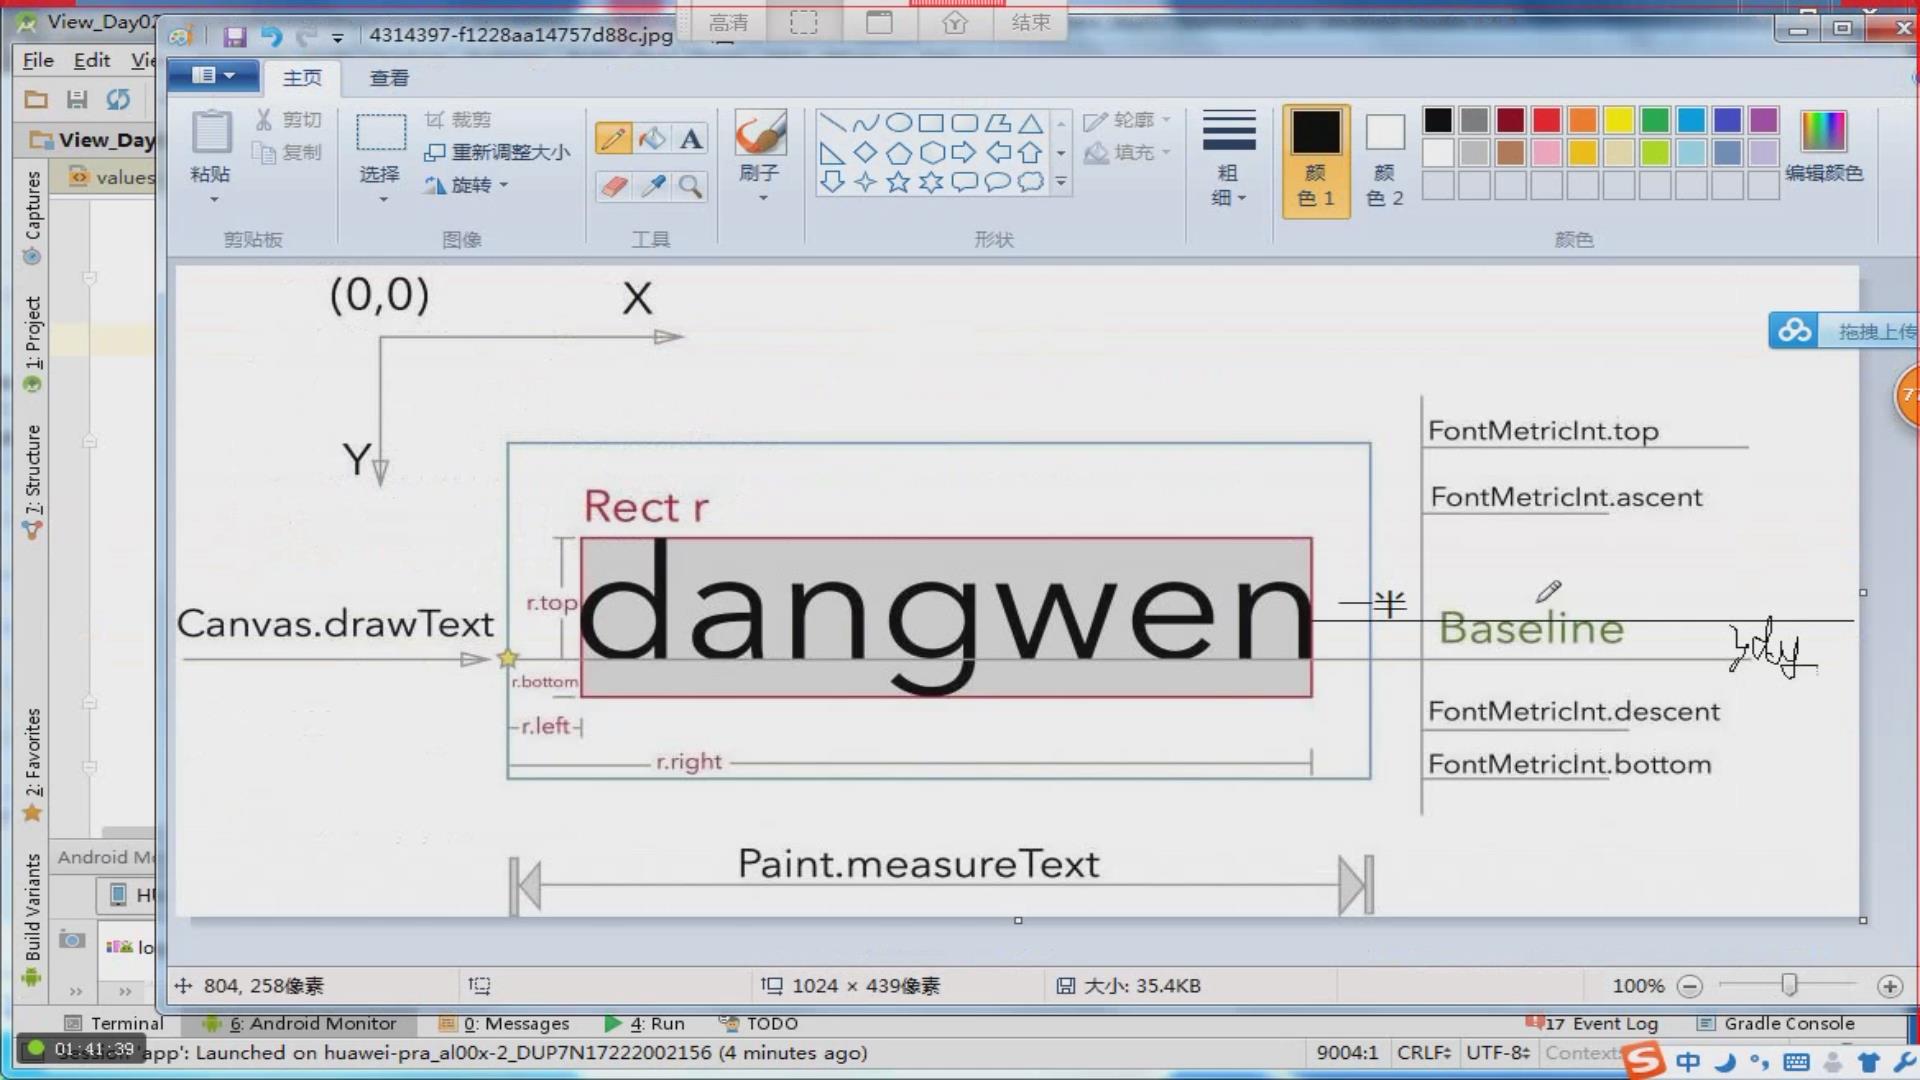 View_Day02
4314397-f1228aa14757d88c.jpg
高清
结束
File Edit
主页 查看
粘贴
剪切
复制
剪贴板
选择
裁剪
重新调整大小
旋转
图像
A
工具
刷子
形状
轮廓
填充
粗
细
颜
色 1
颜
色 2
编辑颜色
颜色
View_Day
values
Captures
1: Project
7: Structure
2: Favorites
Build Variants
拖拽上传
(0,0) X
Y
Rect r
dangwen
Canvas.drawText
r.top
r.bottom
r.left
r.right
一半
FontMetricInt.top
FontMetricInt.ascent
Baseline
dy
FontMetricInt.descent
FontMetricInt.bottom
Paint.measureText
Android
804, 258像素
1024 × 439像素
大小: 35.4KB
100%
Terminal 6: Android Monitor 0: Messages 4: Run TODO 17 Event Log Gradle Console
01:41:39
'app': Launched on huawei-pra_al00x-2_DUP7N17222002156 (4 minutes ago)
9004:1 CRLF UTF-8
中